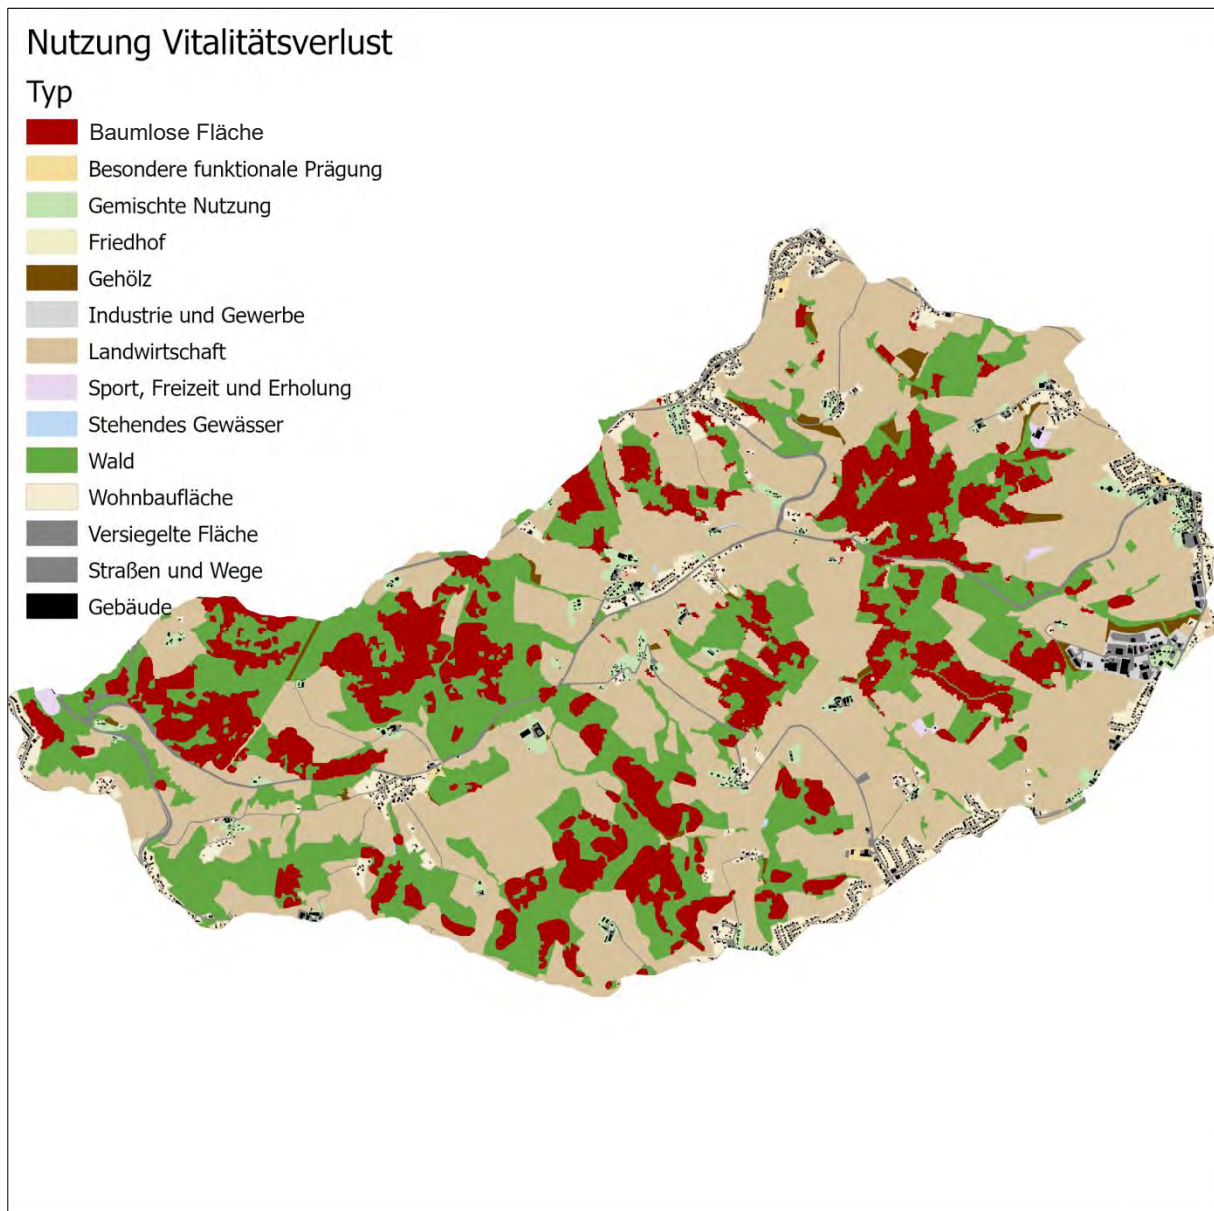 Nutzung Vitalitätsverlust
Typ
Baumlose Fläche
Besondere funktionale Prägung
Gemischte Nutzung
Friedhof
Gehölz
Industrie und Gewerbe
Landwirtschaft
Sport, Freizeit und Erholung
Stehendes Gewässer
Wald
Wohnbaufläche
Versiegelte Fläche
Straßen und Wege
Gebäude